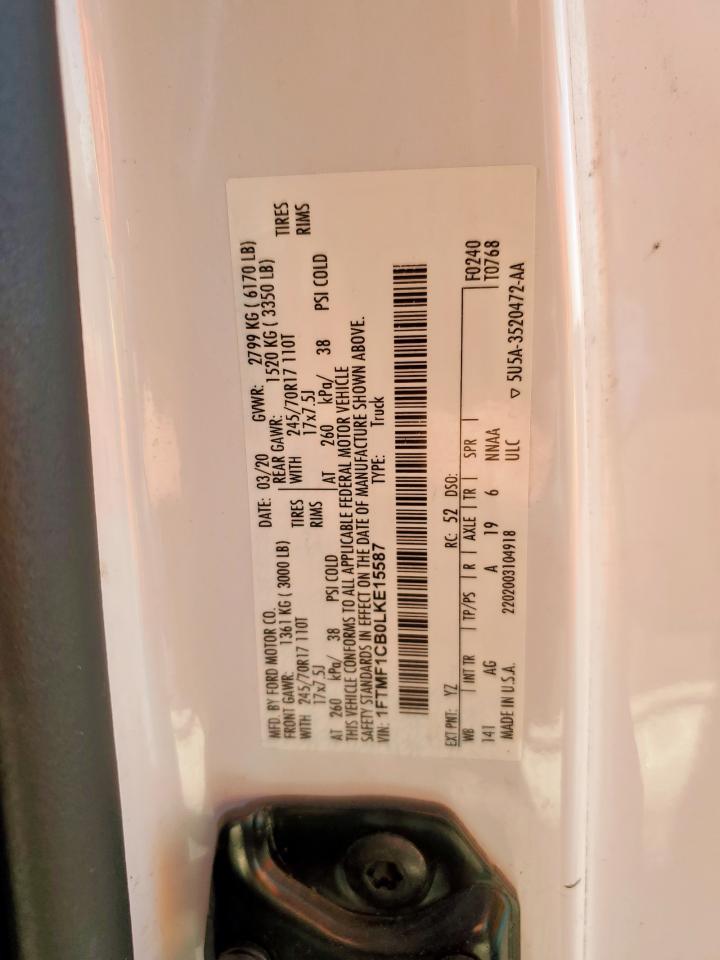 MFD. BY FORD MOTOR CO. DATE: 03/20 GVWR: 2799 KG ( 6170 LB)
FRONT GAWR: 1361 KG ( 3000 LB) REAR GAWR: 1520 KG ( 3350 LB)
WITH 245/70R17 110T TIRES WITH 245/70R17 110T TIRES
17x7.5J RIMS 17x7.5J RIMS
AT 260 kPa/ 38 PSI COLD AT 260 kPa/ 38 PSI COLD
THIS VEHICLE CONFORMS TO ALL APPLICABLE FEDERAL MOTOR VEHICLE
SAFETY STANDARDS IN EFFECT ON THE DATE OF MANUFACTURE SHOWN ABOVE.
VIN: 1FTMF1CB0LKE15587 TYPE: Truck
EXT PNT: YZ RC: 52 DSO: F0240
WB INT TR TP/PS R AXLE TR SPR T0768
141 AG A 19 6 NNAA
MADE IN U.S.A. 2202003104918 ULC
▽ 5U5A-3520472-AA